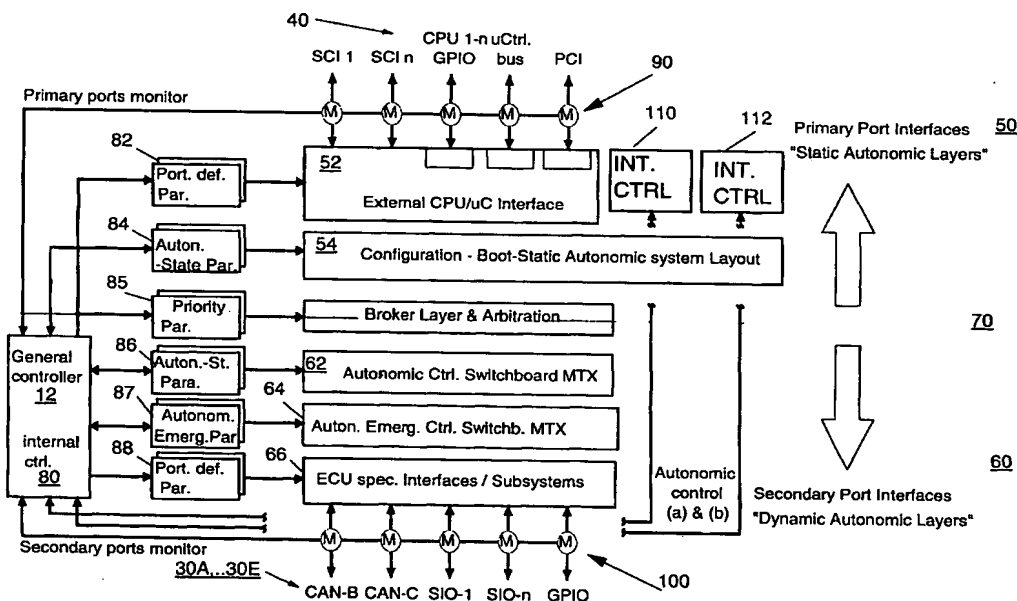 40
CPU 1-n uCtrl.
SCI 1 SCI n GPIO bus PCI
90
Primary ports monitor
M M M M M
110 112
Primary Port Interfaces 50
"Static Autonomic Layers"
82
Port. def.
Par.
52
External CPU/uC Interface
INT.
CTRL
INT.
CTRL
84
Auton.
-State Par.
54 Configuration - Boot-Static Autonomic system Layout
85
Priority
Par.
Broker Layer & Arbitration
70
General
controller
12
internal
ctrl.
80
86
Auton.-St.
Para.
62 Autonomic Ctrl. Switchboard MTX
87
Autonom.
Emerg.Par
64
Auton. Emerg. Ctrl. Switchb. MTX
88
Port. def.
Par.
66
ECU spec. Interfaces / Subsystems
Autonomic
control
(a) & (b)
60
Secondary Port Interfaces
"Dynamic Autonomic Layers"
Secondary ports monitor
M M M M M
30A,..30E
100
CAN-B CAN-C SIO-1 SIO-n GPIO